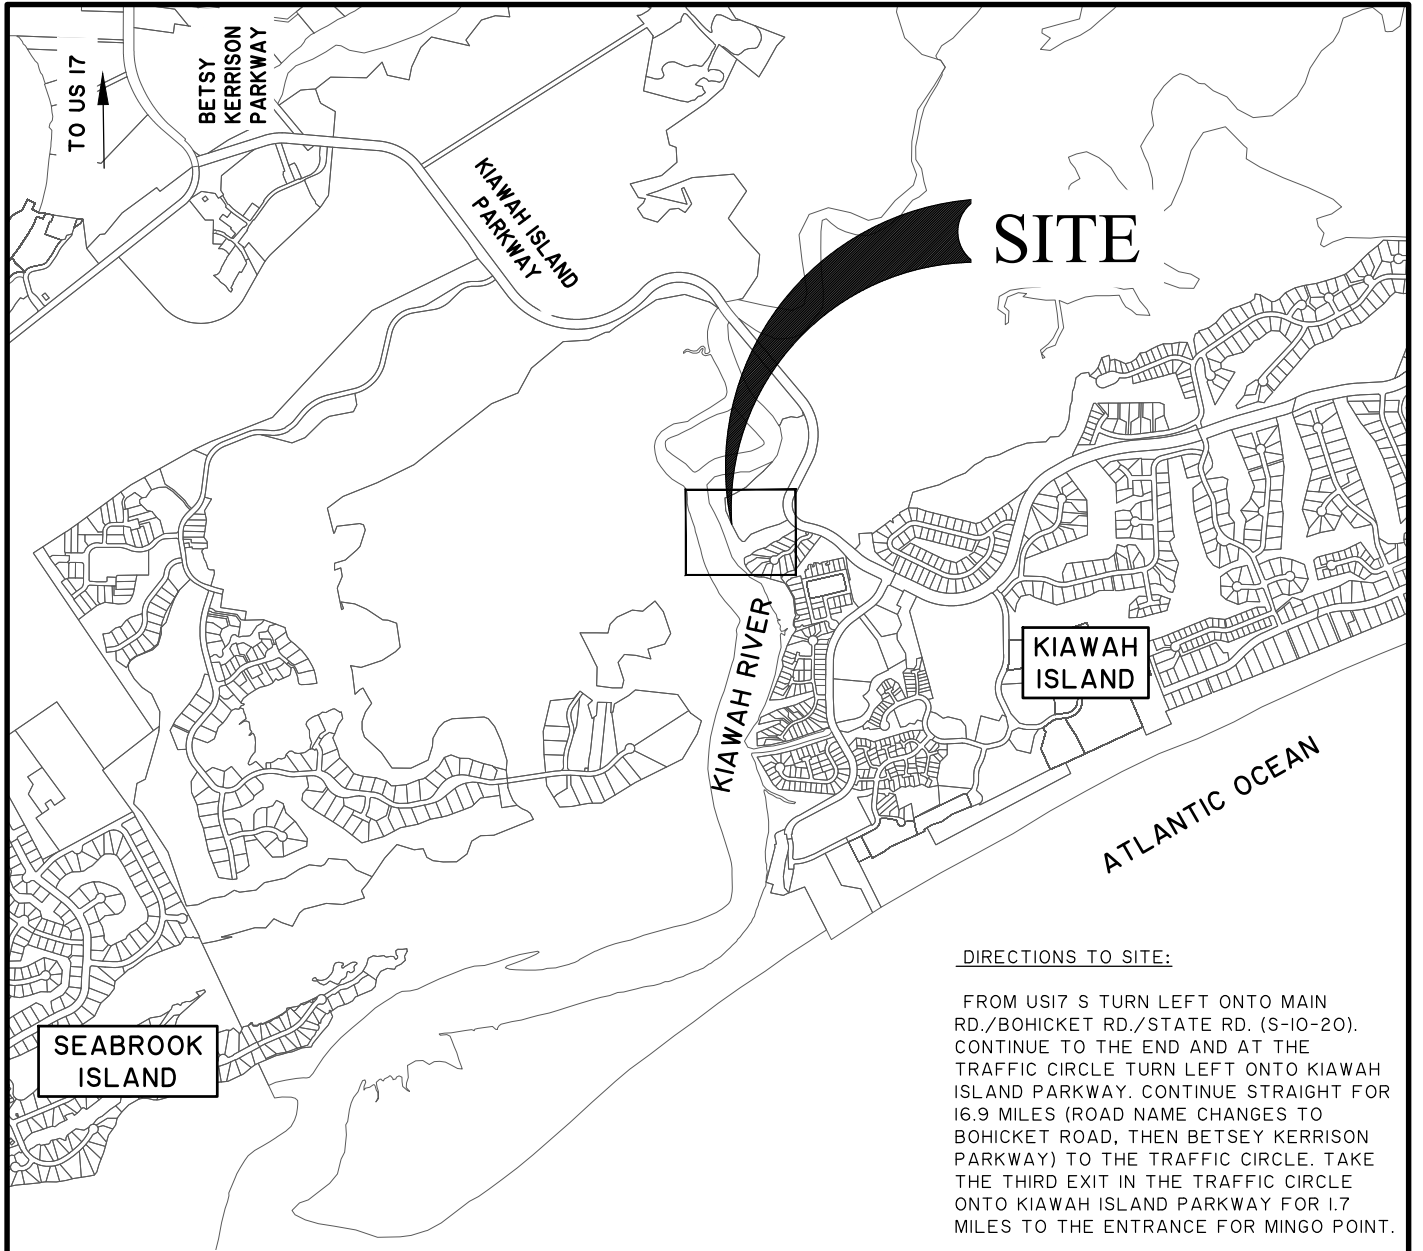 TO US 17
BETSY
KERRISON
PARKWAY
KIAWAH ISLAND
PARKWAY
SITE
KIAWAH RIVER
KIAWAH
ISLAND
ATLANTIC OCEAN
SEABROOK
ISLAND
DIRECTIONS TO SITE:
FROM US17 S TURN LEFT ONTO MAIN
RD./BOHICKET RD./STATE RD. (S-10-20).
CONTINUE TO THE END AND AT THE
TRAFFIC CIRCLE TURN LEFT ONTO KIAWAH
ISLAND PARKWAY. CONTINUE STRAIGHT FOR
16.9 MILES (ROAD NAME CHANGES TO
BOHICKET ROAD, THEN BETSEY KERRISON
PARKWAY) TO THE TRAFFIC CIRCLE. TAKE
THE THIRD EXIT IN THE TRAFFIC CIRCLE
ONTO KIAWAH ISLAND PARKWAY FOR 1.7
MILES TO THE ENTRANCE FOR MINGO POINT.